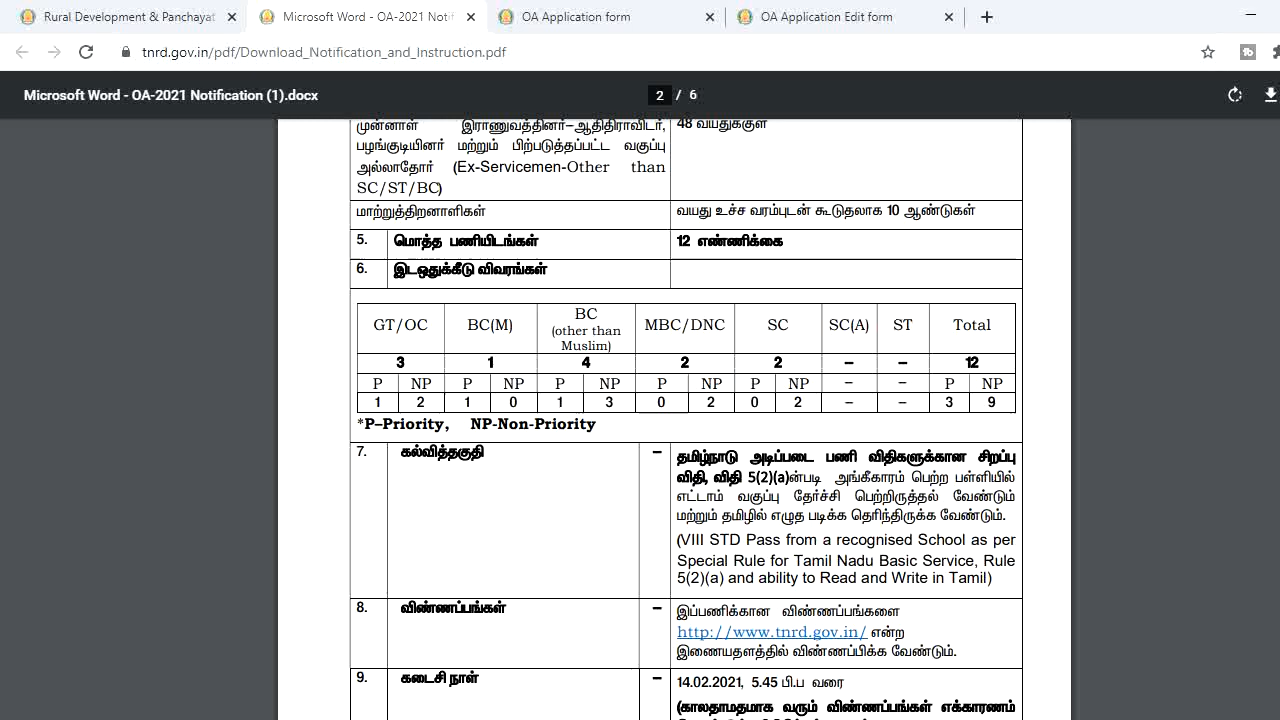 Rural Development & Panchayat
Microsoft Word - OA-2021 Notif
OA Application form
OA Application Edit form
tnrd.gov.in/pdf/Download_Notification_and_Instruction.pdf
Microsoft Word - OA-2021 Notification (1).docx
2 / 6
முன்னாள் இராணுவத்தினர்–ஆதிதிராவிடர், 48 வயதுக்குள்
பழங்குடியினர் மற்றும் பிற்படுத்தப்பட்ட வகுப்பு
அல்லாதோர் (Ex-Servicemen-Other than
SC/ST/BC)
மாற்றுத்திறனாளிகள் வயது உச்ச வரம்புடன் கூடுதலாக 10 ஆண்டுகள்
5. மொத்த பணியிடங்கள் 12 எண்ணிக்கை
6. இடஒதுக்கீடு விவரங்கள்
GT/OC BC(M) BC (other than Muslim) MBC/DNC SC SC(A) ST Total
3 1 4 2 2 – – 12
P NP P NP P NP P NP P NP – – P NP
1 2 1 0 1 3 0 2 0 2 – – 3 9
*P–Priority, NP-Non-Priority
7. கல்வித்தகுதி – தமிழ்நாடு அடிப்படை பணி விதிகளுக்கான சிறப்பு
விதி, விதி 5(2)(a)ன்படி அங்கீகாரம் பெற்ற பள்ளியில்
எட்டாம் வகுப்பு தேர்ச்சி பெற்றிருத்தல் வேண்டும்
மற்றும் தமிழில் எழுத படிக்க தெரிந்திருக்க வேண்டும்.
(VIII STD Pass from a recognised School as per
Special Rule for Tamil Nadu Basic Service, Rule
5(2)(a) and ability to Read and Write in Tamil)
8. விண்ணப்பங்கள் – இப்பணிக்கான விண்ணப்பங்களை
http://www.tnrd.gov.in/ என்ற
இணையதளத்தில் விண்ணப்பிக்க வேண்டும்.
9. கடைசி நாள் – 14.02.2021, 5.45 பி.ப வரை
(காலதாமதமாக வரும் விண்ணப்பங்கள் எக்காரணம்